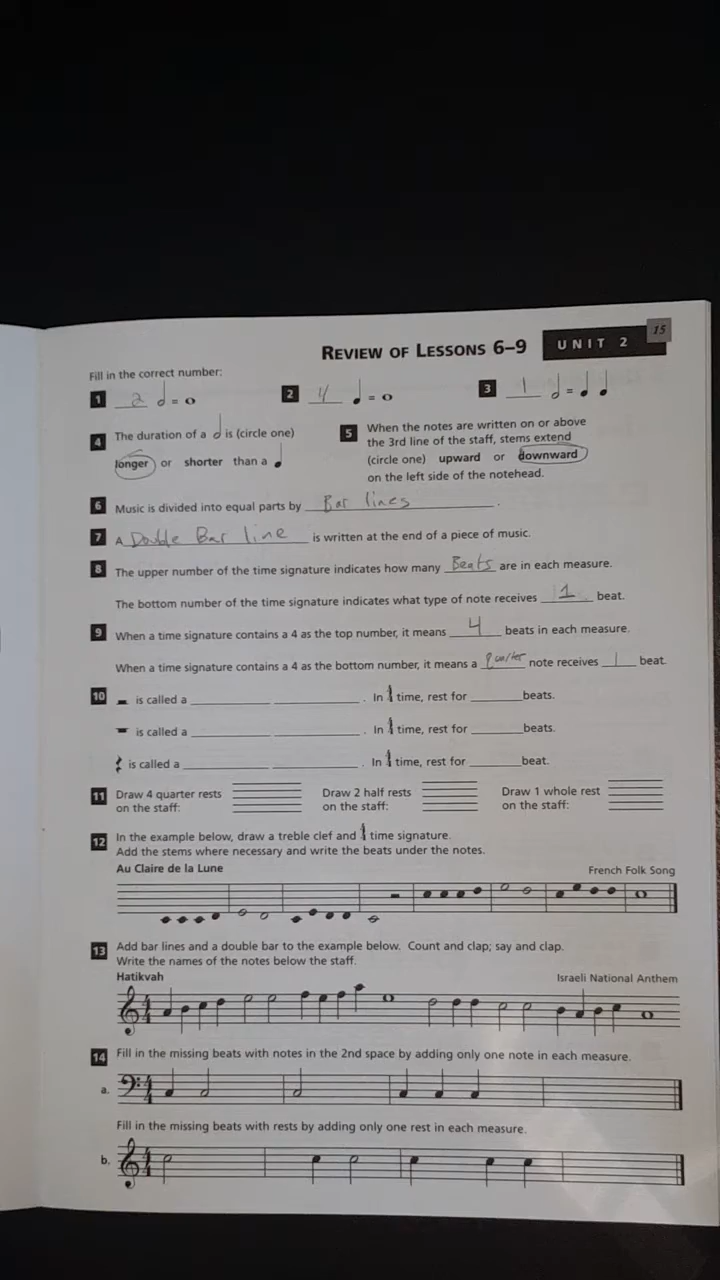 15
REVIEW OF LESSONS 6–9 UNIT 2
Fill in the correct number:
1 2 𝅗𝅥 = 𝅝 2 4 ♩ = 𝅝 3 1 𝅗𝅥 = ♩ ♩
4 The duration of a 𝅗𝅥 is (circle one)
longer or shorter than a ♩
5 When the notes are written on or above
the 3rd line of the staff, stems extend
(circle one) upward or downward
on the left side of the notehead.
6 Music is divided into equal parts by Bar lines.
7 A Double Bar line is written at the end of a piece of music.
8 The upper number of the time signature indicates how many Beats are in each measure.
The bottom number of the time signature indicates what type of note receives 1 beat.
9 When a time signature contains a 4 as the top number, it means 4 beats in each measure.
When a time signature contains a 4 as the bottom number, it means a quarter note receives 1 beat.
10 is called a ____ ____. In 4/4 time, rest for ____ beats.
is called a ____ ____. In 4/4 time, rest for ____ beats.
is called a ____ ____. In 4/4 time, rest for ____ beat.
11 Draw 4 quarter rests
on the staff:
Draw 2 half rests
on the staff:
Draw 1 whole rest
on the staff:
12 In the example below, draw a treble clef and 4/4 time signature.
Add the stems where necessary and write the beats under the notes.
Au Claire de la Lune French Folk Song
13 Add bar lines and a double bar to the example below. Count and clap; say and clap.
Write the names of the notes below the staff.
Hatikvah Israeli National Anthem
14 Fill in the missing beats with notes in the 2nd space by adding only one note in each measure.
a.
Fill in the missing beats with rests by adding only one rest in each measure.
b.